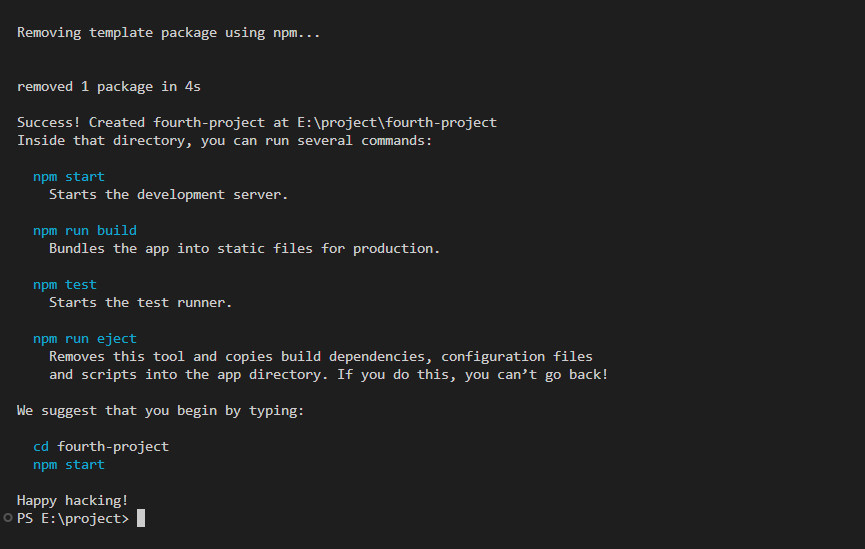 Removing template package using npm...
removed 1 package in 4s
Success! Created fourth-project at E:\project\fourth-project
Inside that directory, you can run several commands:
npm start
Starts the development server.
npm run build
Bundles the app into static files for production.
npm test
Starts the test runner.
npm run eject
Removes this tool and copies build dependencies, configuration files
and scripts into the app directory. If you do this, you can’t go back!
We suggest that you begin by typing:
cd fourth-project
npm start
Happy hacking!
PS E:\project>